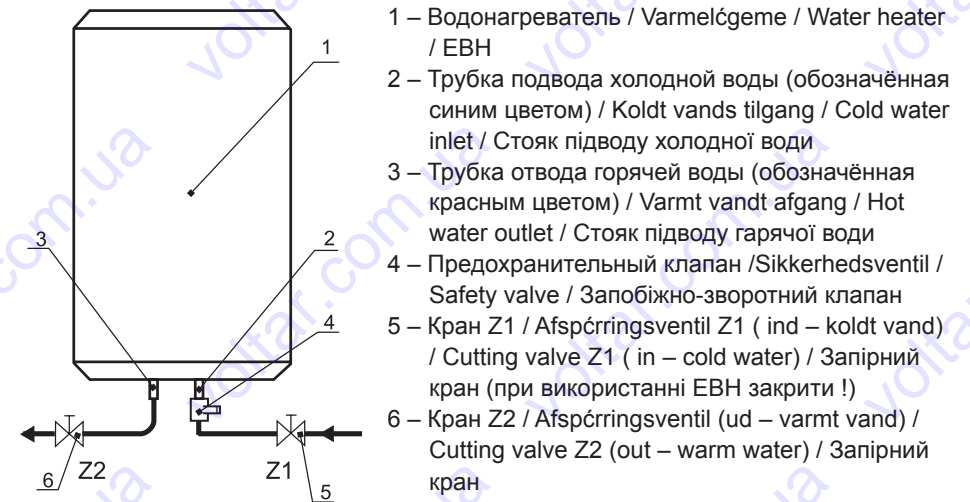 1 – Водонагреватель / Varmelćgeme / Water heater
/ EBH
2 – Трубка подвода холодной воды (обозначённая
синим цветом) / Koldt vands tilgang / Cold water
inlet / Стояк підводу холодної води
3 – Трубка отвода горячей воды (обозначённая
красным цветом) / Varmt vandt afgang / Hot
water outlet / Стояк підводу гарячої води
4 – Предохранительный клапан /Sikkerhedsventil /
Safety valve / Запобіжно-зворотний клапан
5 – Кран Z1 / Afspćrringsventil Z1 ( ind – koldt vand)
/ Cutting valve Z1 ( in – cold water) / Запірний
кран (при використанні ЕВН закрити !)
6 – Кран Z2 / Afspćrringsventil (ud – varmt vand) /
Cutting valve Z2 (out – warm water) / Запірний
кран
1
3
2
4
6
Z2
Z1
5
voltar.com.ua